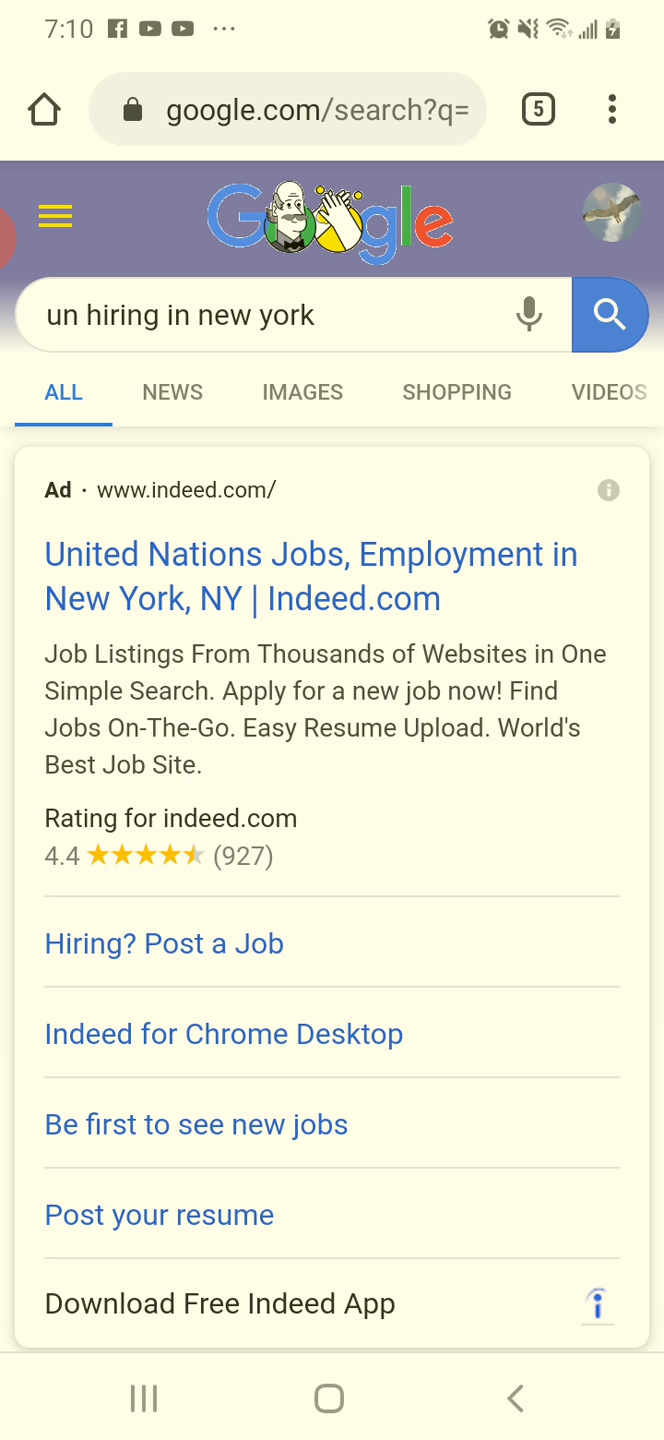 7:10
google.com/search?q=
5
Google
un hiring in new york
ALL NEWS IMAGES SHOPPING VIDEOS
Ad · www.indeed.com/
United Nations Jobs, Employment in
New York, NY | Indeed.com
Job Listings From Thousands of Websites in One
Simple Search. Apply for a new job now! Find
Jobs On-The-Go. Easy Resume Upload. World's
Best Job Site.
Rating for indeed.com
4.4 (927)
Hiring? Post a Job
Indeed for Chrome Desktop
Be first to see new jobs
Post your resume
Download Free Indeed App